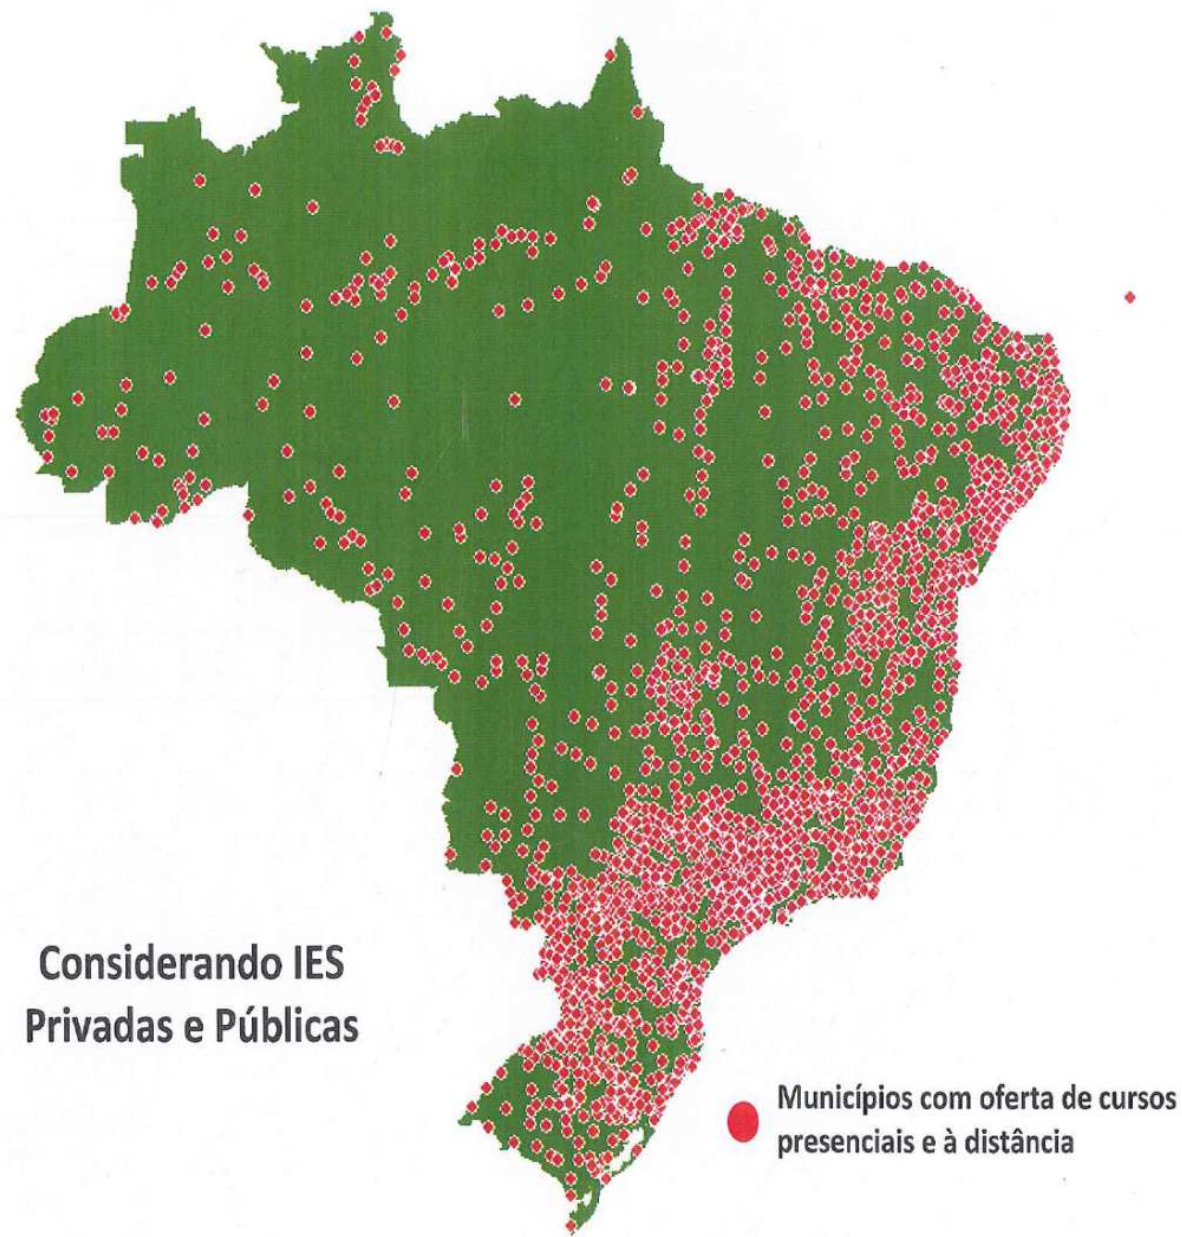 Considerando IES
Privadas e Públicas
Municípios com oferta de cursos
presenciais e à distância